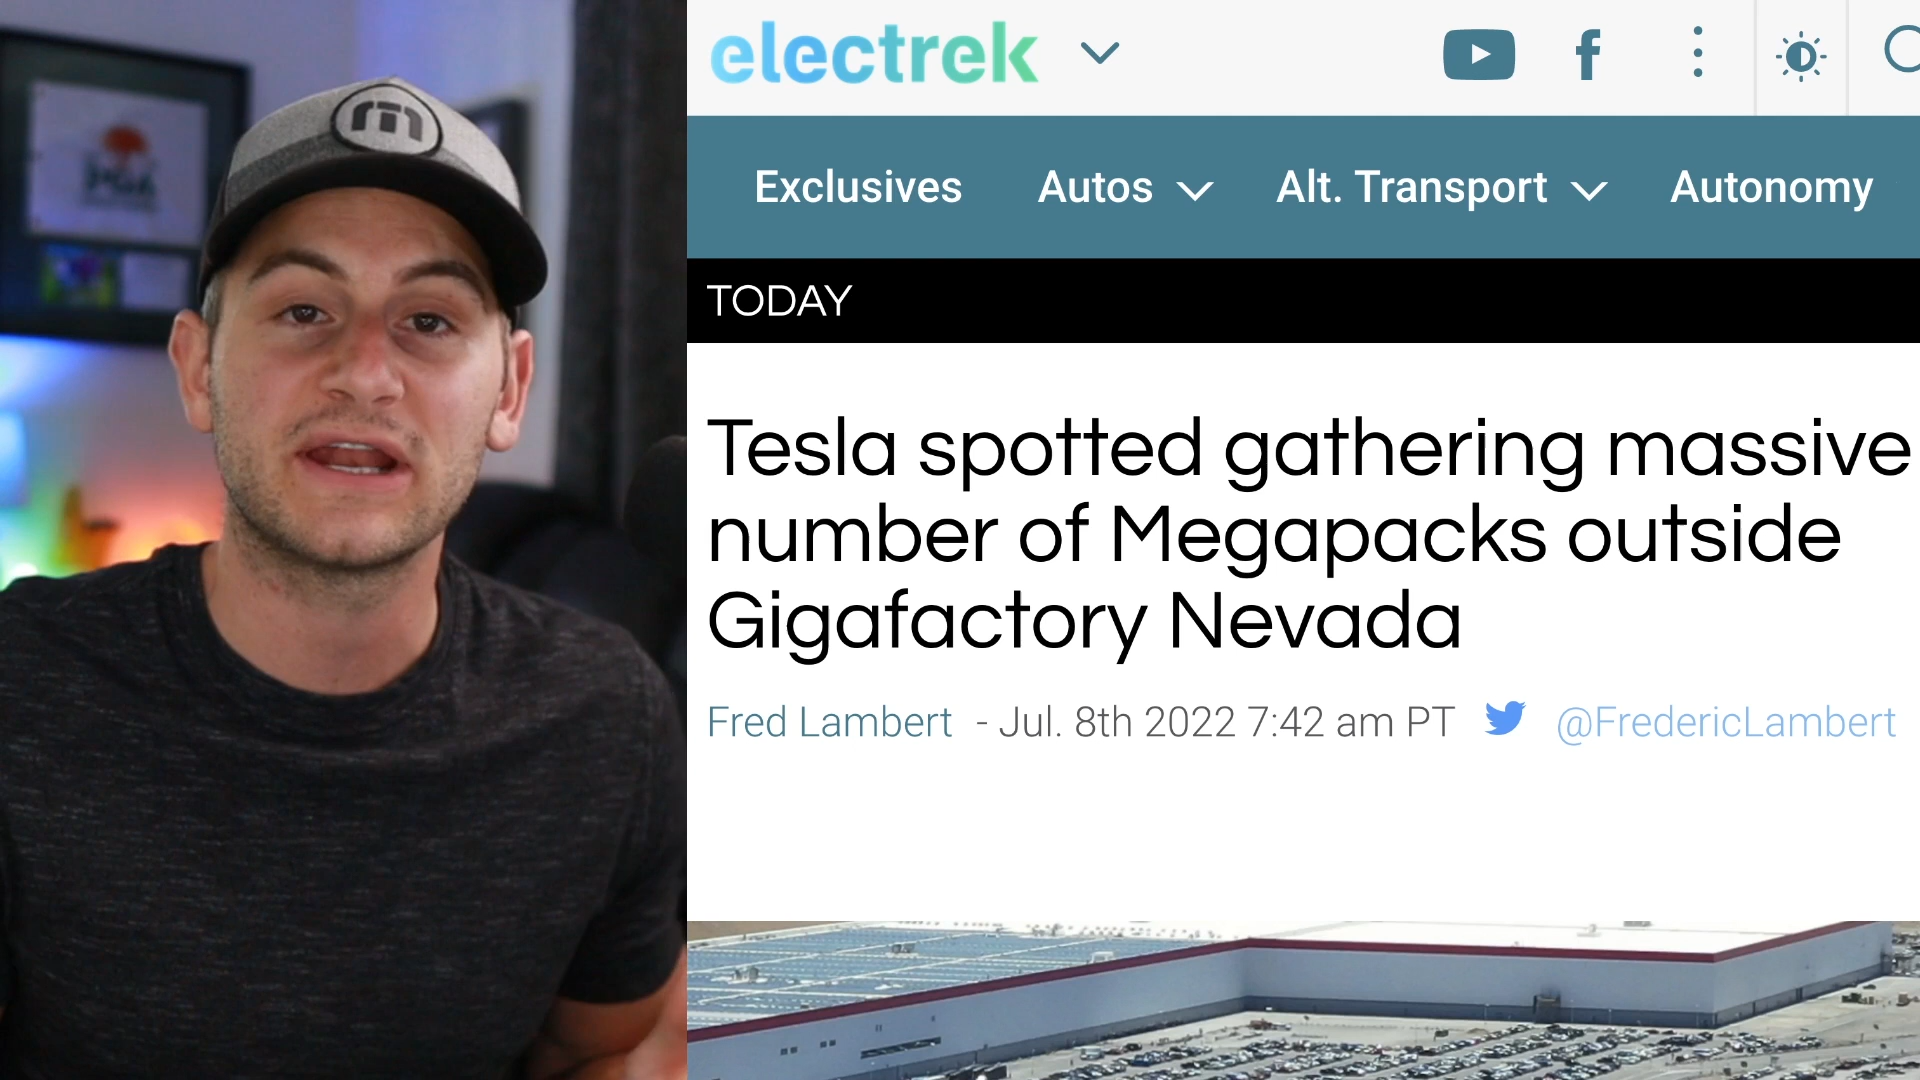 electrek
Exclusives Autos Alt. Transport Autonomy
TODAY
Tesla spotted gathering massive
number of Megapacks outside
Gigafactory Nevada
Fred Lambert - Jul. 8th 2022 7:42 am PT @FredericLambert
PGA